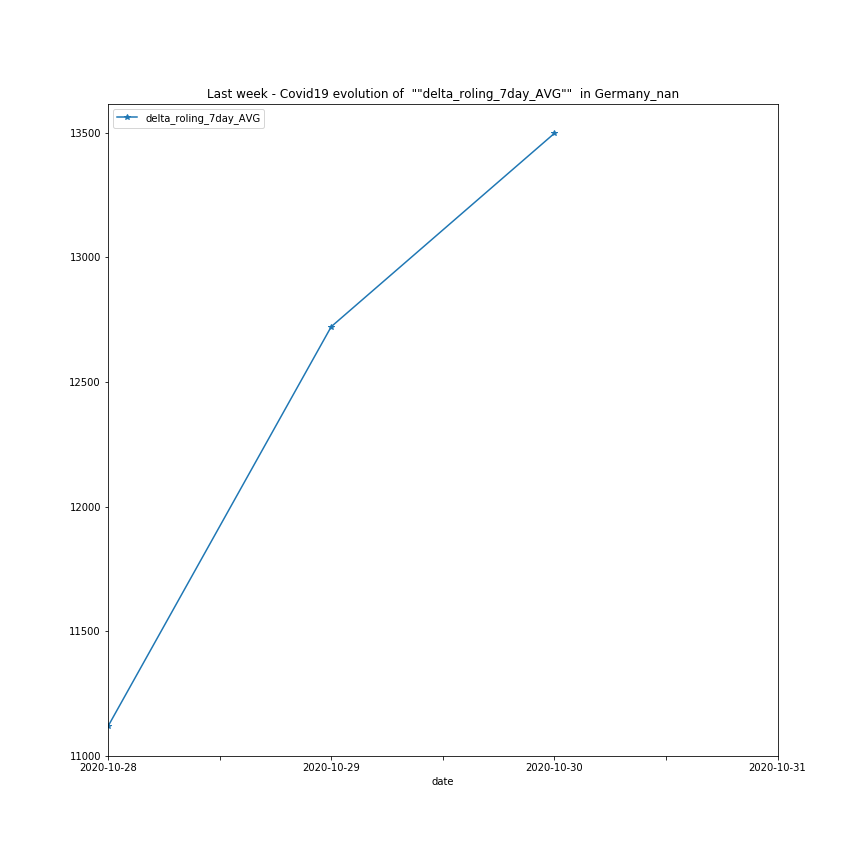 Last week - Covid19 evolution of  ""delta_roling_7day_AVG""  in Germany_nan
delta_roling_7day_AVG
13500
13000
12500
12000
11500
11000
2020-10-28 2020-10-29 2020-10-30 2020-10-31
date